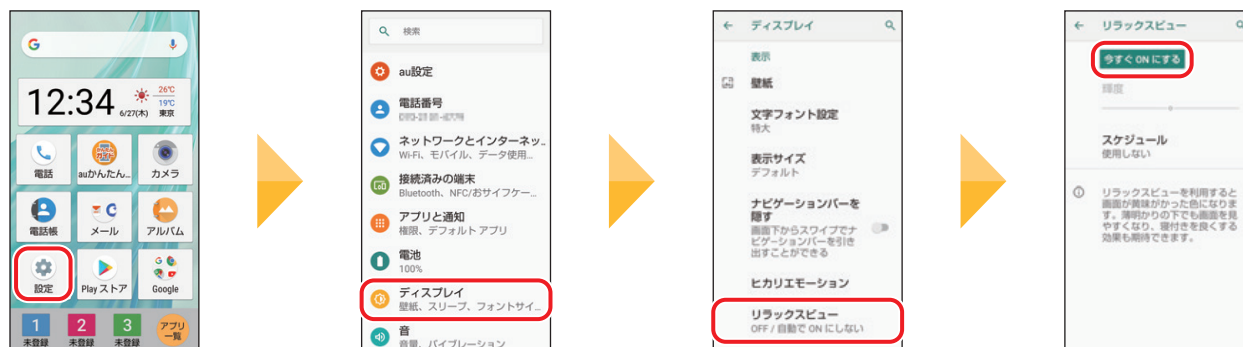 G
12:34
26°C
19°C
6/27(木)
東京
電話
auかんたん...
カメラ
電話帳
メール
アルバム
設定
Play ストア
Google
1
2
3
アプリ
一覧
未登録
未登録
未登録
検索
au設定
電話番号
ネットワークとインターネッ..
Wi-Fi、モバイル、データ使用...
接続済みの端末
Bluetooth、NFC/おサイフケー...
アプリと通知
権限、デフォルトアプリ
電池
100%
ディスプレイ
壁紙、スリープ、フォントサイ...
音
音量、バイブレーション
ディスプレイ
表示
壁紙
文字フォント設定
特大
表示サイズ
デフォルト
ナビゲーションバーを
隠す
画面下からスワイプでナ
ビゲーションバーを引き
出すことができる
ヒカリエモーション
リラックスビュー
OFF / 自動で ON にしない
リラックスビュー
今すぐ ON にする
輝度
スケジュール
使用しない
リラックスビューを利用すると
画面が黄味がかった色になりま
す。薄明かりの下でも画面を見
やすくなり、寝付きを良くする
効果も期待できます。